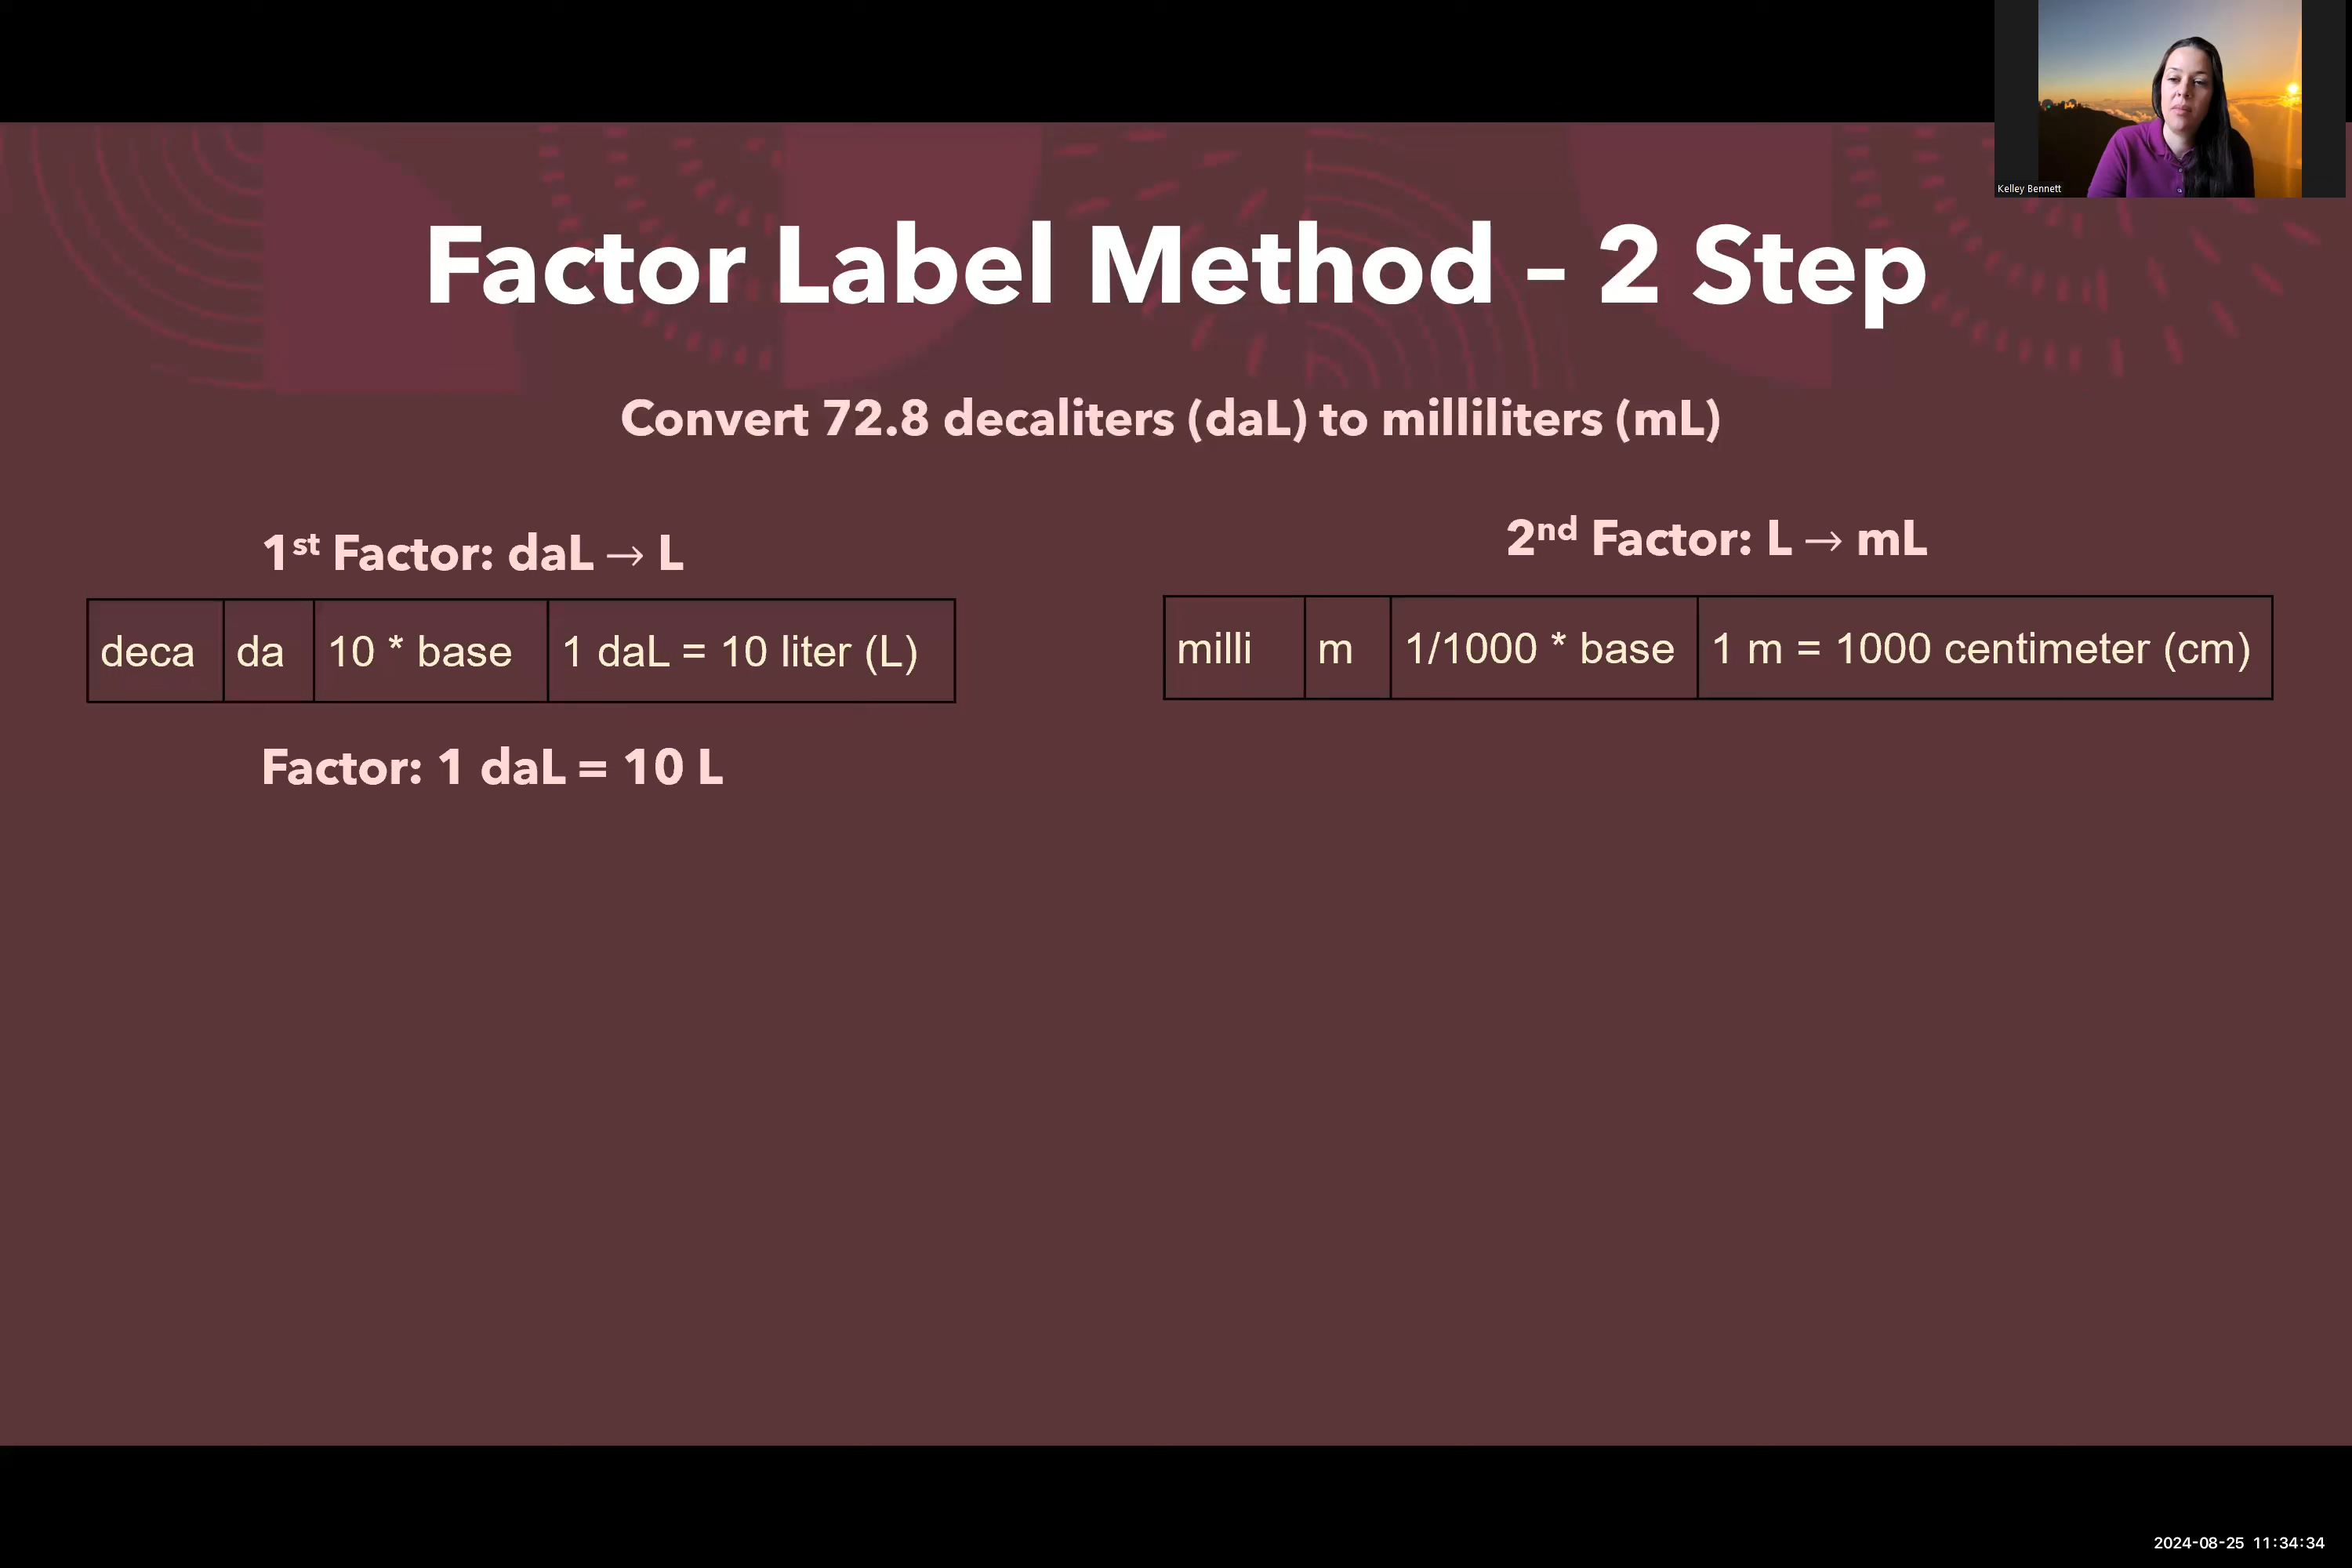 Kelley Bennett
Factor Label Method – 2 Step
Convert 72.8 decaliters (daL) to milliliters (mL)
1st Factor: daL → L
deca da 10 * base 1 daL = 10 liter (L)
Factor: 1 daL = 10 L
2nd Factor: L → mL
milli m 1/1000 * base 1 m = 1000 centimeter (cm)
2024-08-25 11:34:34